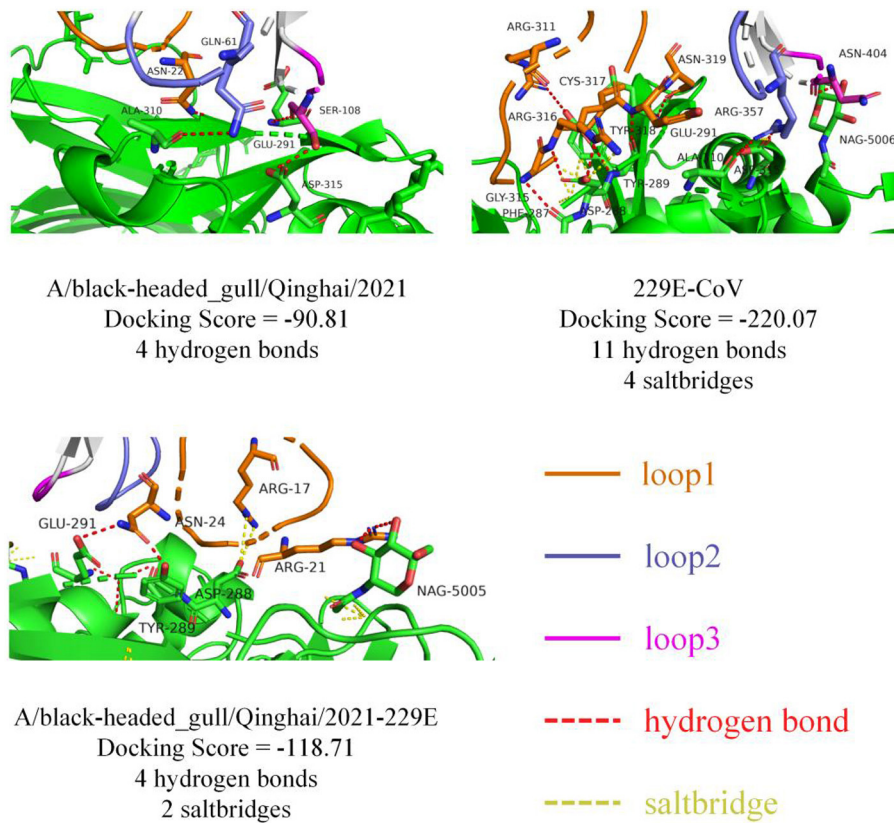 GLN-61
ASN-22
ALA-310
SER-108
GLU-291
ASP-315
ARG-311
ASN-319
CYS-317
ASN-404
ARG-357
ARG-316
TYR-318
GLU-291
NAG-5006
TYR-289
GLY-315
PHE-287
A/black-headed_gull/Qinghai/2021
Docking Score = -90.81
4 hydrogen bonds
229E-CoV
Docking Score = -220.07
11 hydrogen bonds
4 saltbridges
ARG-17
GLU-291
ASN-24
ARG-21
ASP-288
NAG-5005
TYR-289
A/black-headed_gull/Qinghai/2021-229E
Docking Score = -118.71
4 hydrogen bonds
2 saltbridges
loop1
loop2
loop3
hydrogen bond
saltbridge